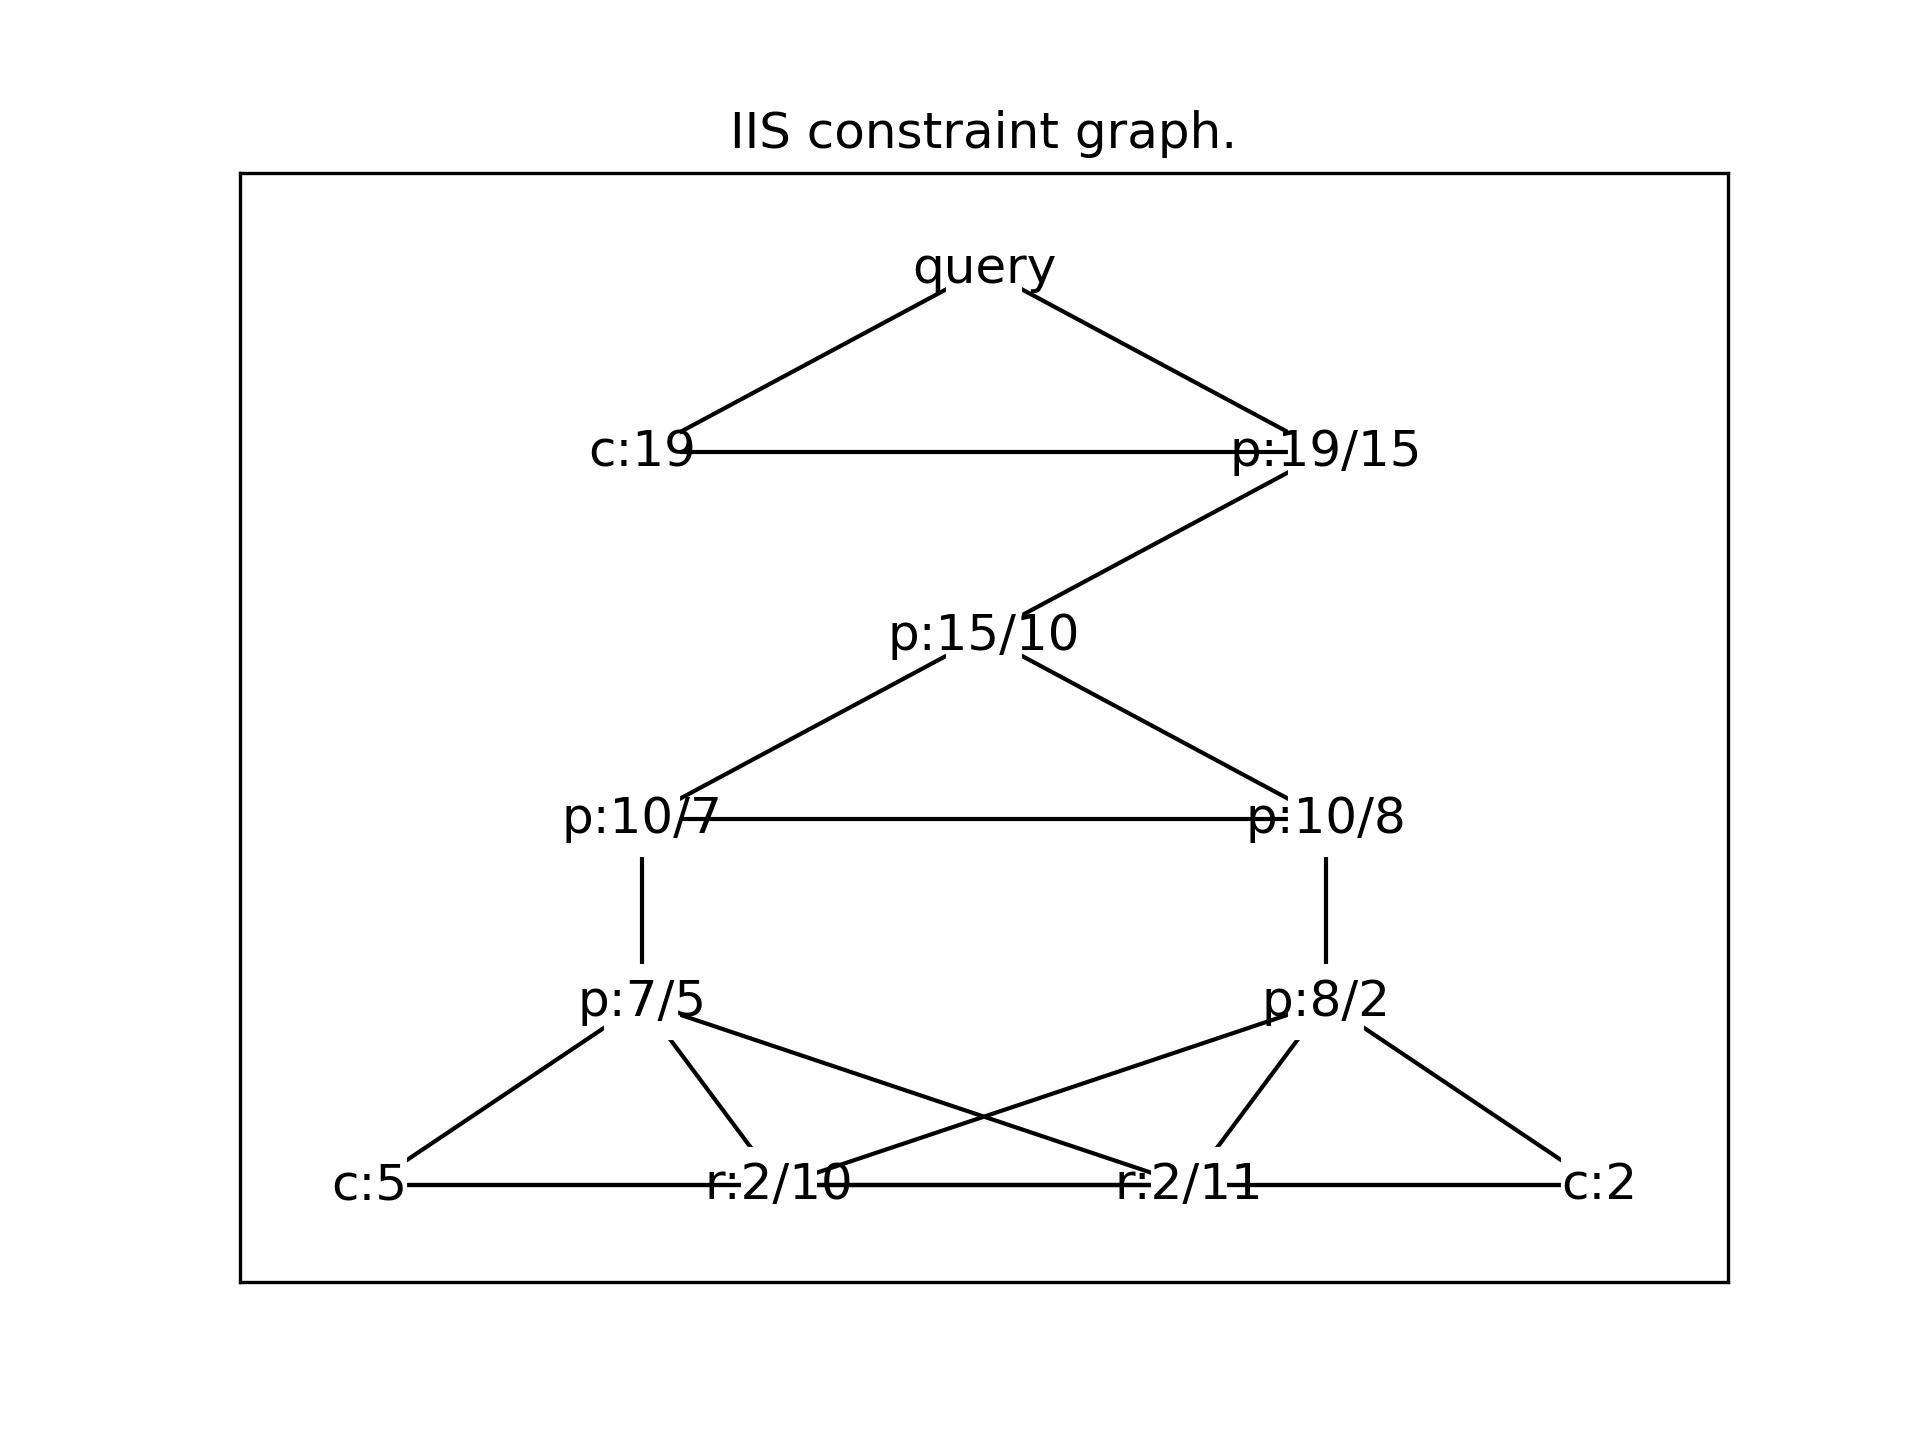 IIS constraint graph.
query
c:19 p:19/15
p:15/10
p:10/7 p:10/8
p:7/5 p:8/2
c:5 r:2/10 r:2/11 c:2